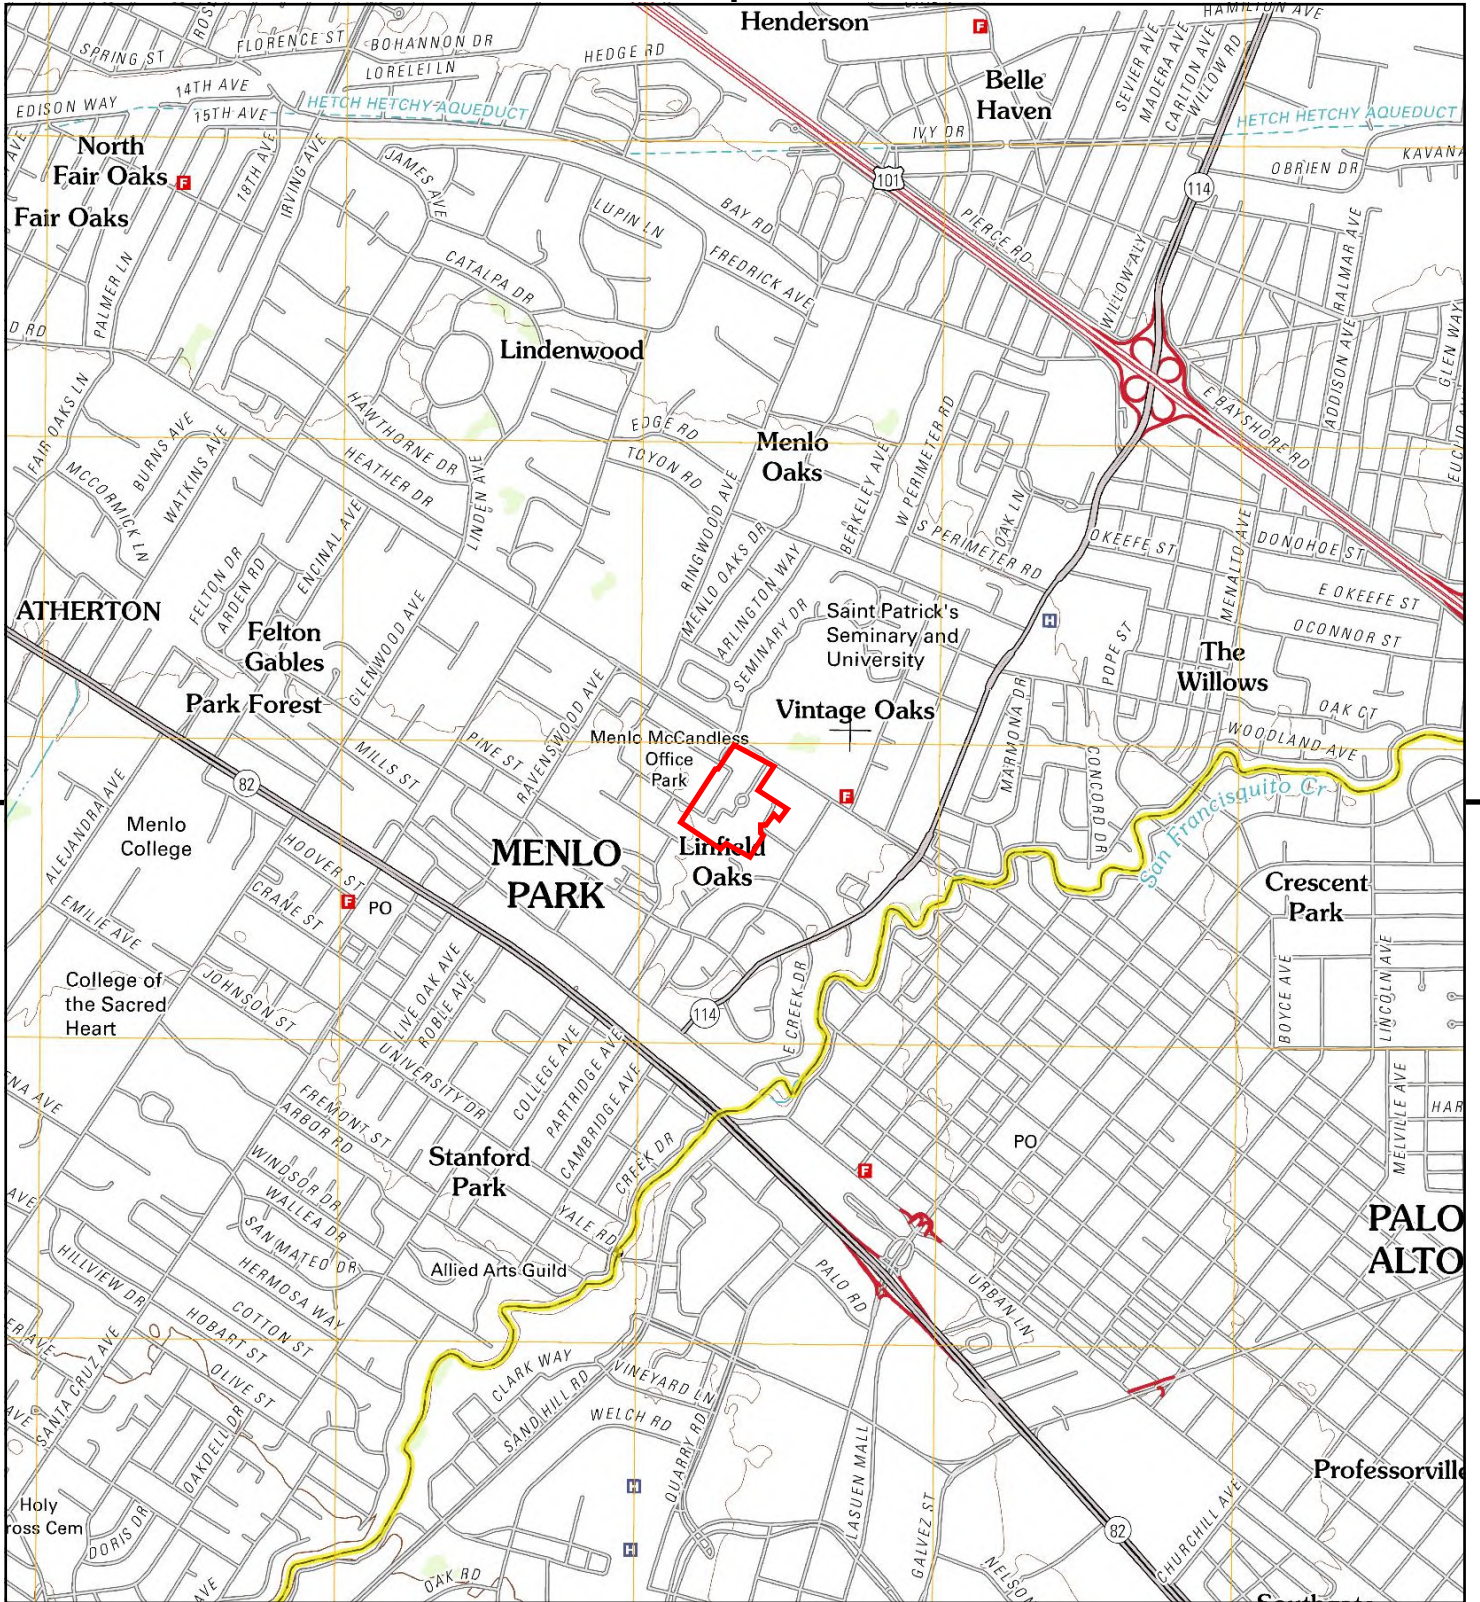 Henderson
F
HAMILTON AVE
SPRING ST
FLORENCE ST
BOHANNON DR
HEDGE RD
LORELEI LN
Belle
Haven
SEVIER AVE
MADERA AVE
CARLTON AVE
WILLOW RD
14TH AVE
EDISON WAY
15TH AVE
HETCH HETCHY AQUEDUCT
HETCH HETCHY AQUEDUCT
IVY DR
KAVANA
OBRIEN DR
North
Fair Oaks
F
18TH AVE
IRVING AVE
JAMES AVE
101
114
Fair Oaks
LUPIN LN
BAY RD
PIERCE RD
RALMAR AVE
PALMER LN
CATALPA DR
FREDRICK AVE
WILLOW ALY
D RD
Lindenwood
ADDISON AVE
GLEN WAY
FAIR OAKS LN
BURNS AVE
HAWTHORNE DR
EDGE RD
Menlo
Oaks
W PERIMETER RD
E BAYSHORE RD
MCCORMICK LN
WATKINS AVE
HEATHER DR
LINDEN AVE
TOYON RD
RINGWOOD AVE
BERKELEY AVE
OAK LN
ENCINAL AVE
S PERIMETER RD
OKEEFE ST
MENALTO AVE
DONOHOE ST
FELTON DR
ARDEN RD
MENLO OAKS DR
ARLINGTON WAY
SEMINARY DR
E OKEEFE ST
ATHERTON
Felton
Gables
GLENWOOD AVE
Saint Patrick's
Seminary and
University
H
OCONNOR ST
POPE ST
The
Willows
Park Forest
RAVENSWOOD AVE
Vintage Oaks
MARMONA DR
OAK CT
MILLS ST
PINE ST
Menlo McCandless
Office
Park
WOODLAND AVE
82
CONCORD DR
F
San Francisquito Cr
ALEJANDRA AVE
Menlo
College
HOOVER ST
MENLO
PARK
Linfield
Oaks
Crescent
Park
CRANE ST
F
PO
EMILIE AVE
College of
the Sacred
Heart
JOHNSON ST
LIVE OAK AVE
ROBLE AVE
E CREEK DR
BOYCE AVE
LINCOLN AVE
114
UNIVERSITY DR
COLLEGE AVE
PARTRIDGE AVE
CAMBRIDGE AVE
ENA AVE
FREMONT ST
ARBOR RD
MELVILLE AVE
HAR
PO
WINDSOR DR
Stanford
Park
CREEK DR
F
WALLEA DR
AVE
YALE RD
PALO
ALTO
SAN MATEO DR
HILLVIEW DR
HERMOSA WAY
Allied Arts Guild
PALO RD
URBAN LN
COTTON ST
HOBART ST
ER AVE
SANTA CRUZ AVE
OLIVE ST
CLARK WAY
VINEYARD LN
SAND HILL RD
WELCH RD
AVE
OAKDELL DR
QUARRY RD
LASUEN MALL
Professorville
H
Holy
ross Cem
DORIS DR
GALVEZ ST
CHURCHILL AVE
82
H
OAK RD
NELSON
AVE